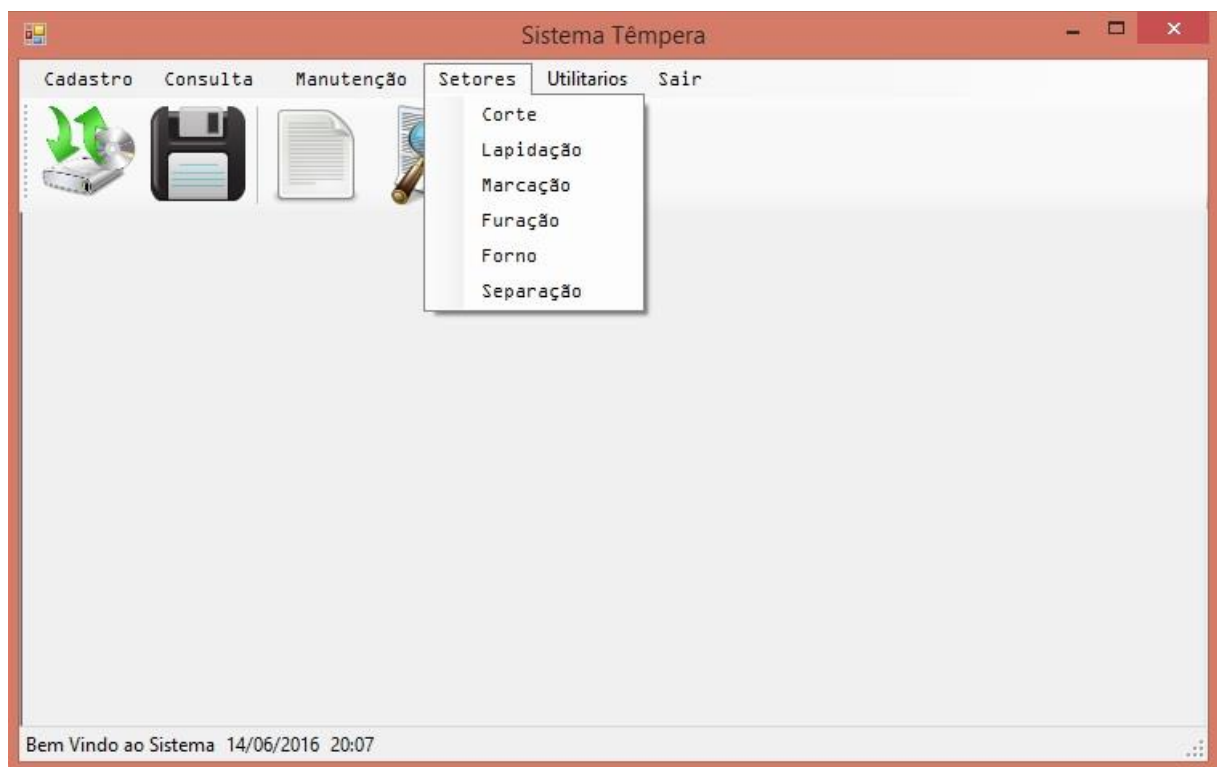 Sistema Têmpera
Cadastro Consulta Manutenção Setores Utilitarios Sair
Corte
Lapidação
Marcação
Furação
Forno
Separação
Bem Vindo ao Sistema 14/06/2016 20:07